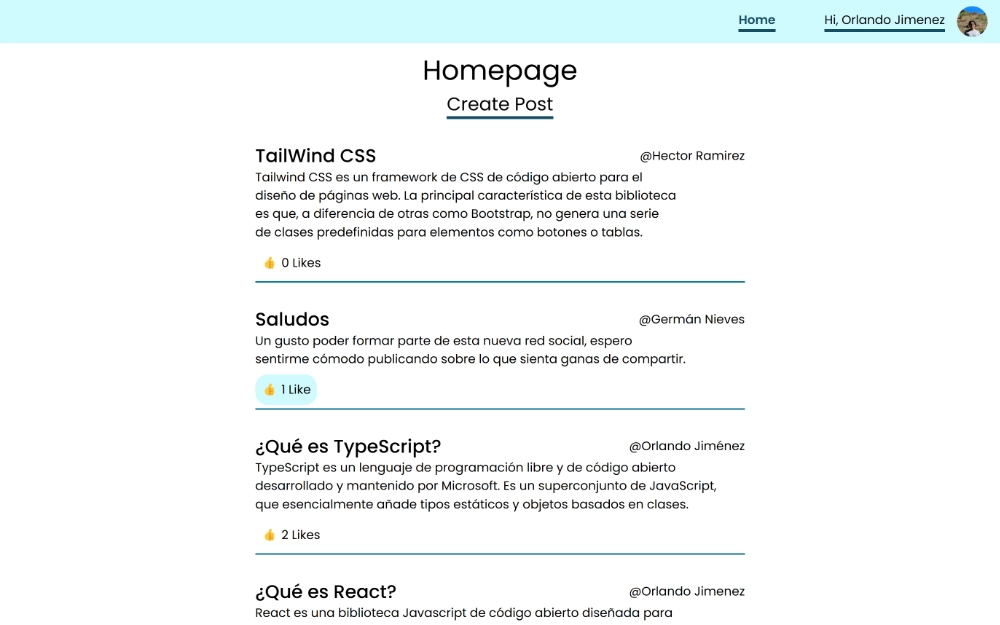 Home
Hi, Orlando Jimenez
Homepage
Create Post
TailWind CSS
@Hector Ramirez
Tailwind CSS es un framework de CSS de código abierto para el
diseño de páginas web. La principal característica de esta biblioteca
es que, a diferencia de otras como Bootstrap, no genera una serie
de clases predefinidas para elementos como botones o tablas.
👍 0 Likes
Saludos
@Germán Nieves
Un gusto poder formar parte de esta nueva red social, espero
sentirme cómodo publicando sobre lo que sienta ganas de compartir.
👍 1 Like
¿Qué es TypeScript?
@Orlando Jiménez
TypeScript es un lenguaje de programación libre y de código abierto
desarrollado y mantenido por Microsoft. Es un superconjunto de JavaScript,
que esencialmente añade tipos estáticos y objetos basados en clases.
👍 2 Likes
¿Qué es React?
@Orlando Jimenez
React es una biblioteca Javascript de código abierto diseñada para